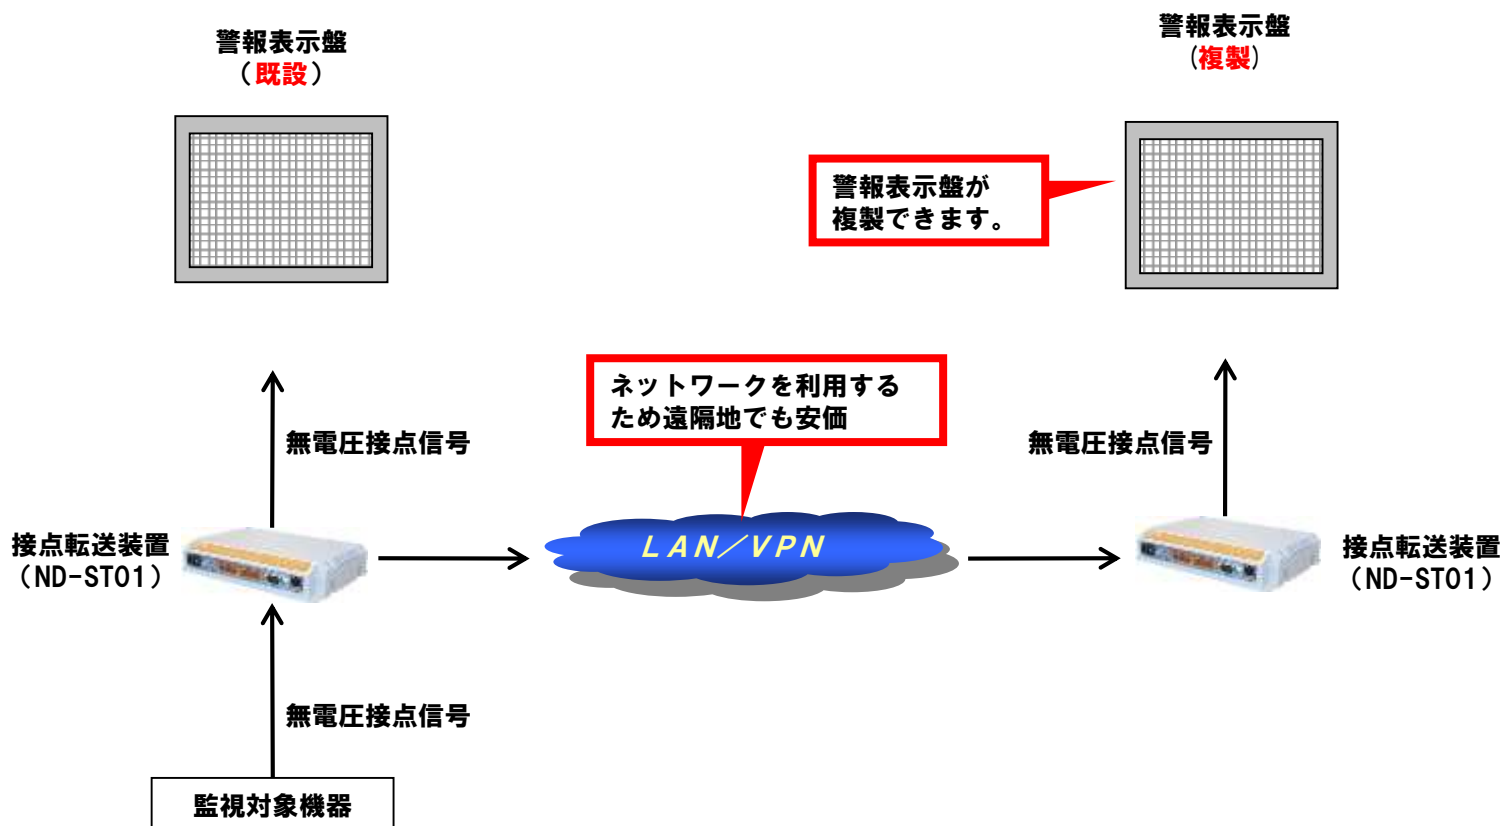 警報表示盤
（既設）
警報表示盤
(複製)
警報表示盤が
複製できます。
ネットワークを利用する
ため遠隔地でも安価
無電圧接点信号
無電圧接点信号
接点転送装置
（ND-ST01）
LAN／VPN
接点転送装置
（ND-ST01）
無電圧接点信号
監視対象機器